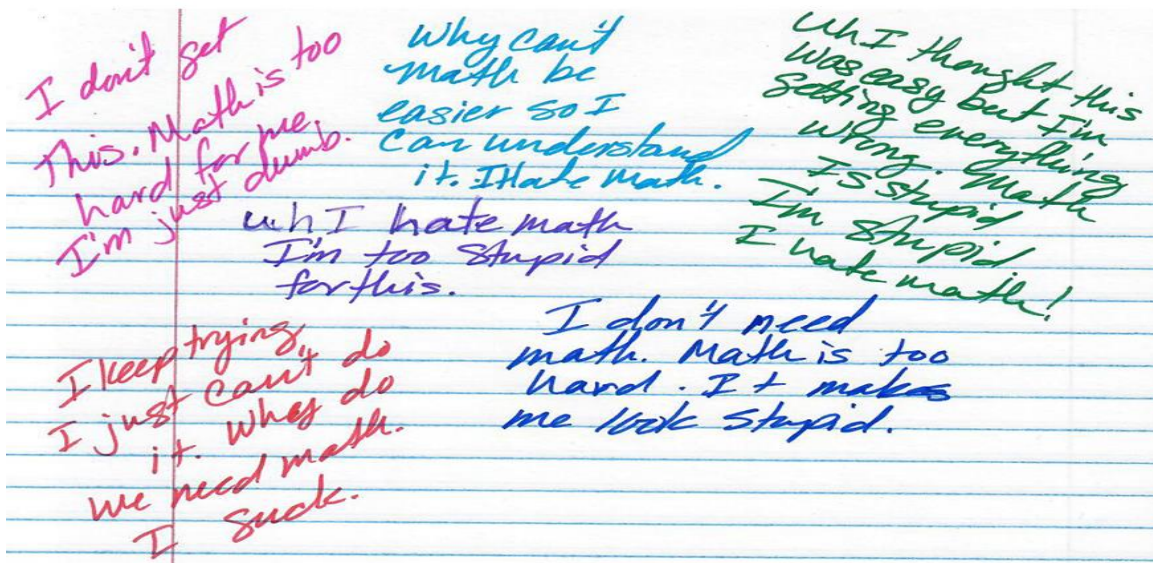 I don't get
This. Math is too
hard for me.
I'm just dumb.
Why can't
math be
easier so I
Can understand
it. I Hate Math.
uh I thought this
was easy but I'm
getting everything
wrong. Math
Is stupid
I'm stupid.
I hate math!
uh I hate math
I'm too Stupid
for this.
I keep trying,
I just can't do
it. Why do
we need math.
I suck.
I don't need
math. Math is too
hard. It makes
me look stupid.